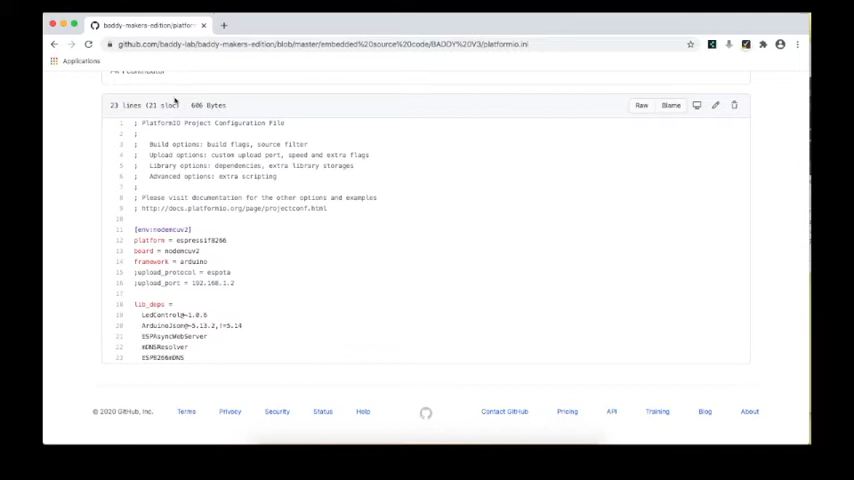 baddy-makers-edition/platform
github.com/baddy-lab/baddy-makers-edition/blob/master/embedded%20source%20code/BADDY%20V3/platformio.ini
Applications
23 lines (21 sloc) 606 Bytes
Raw
Blame
1 ; PlatformIO Project Configuration File
2 ;
3 ; Build options: build flags, source filter
4 ; Upload options: custom upload port, speed and extra flags
5 ; Library options: dependencies, extra library storages
6 ; Advanced options: extra scripting
7 ;
8 ; Please visit documentation for the other options and examples
9 ; http://docs.platformio.org/page/projectconf.html
10
11 [env:nodemcuv2]
12 platform = espressif8266
13 board = nodemcuv2
14 framework = arduino
15 ;upload_protocol = espota
16 ;upload_port = 192.168.1.2
17
18 lib_deps =
19 LedControl@~1.0.6
20 ArduinoJson@~5.13.2,!=5.14
21 ESPAsyncWebServer
22 mDNSResolver
23 ESP8266mDNS
© 2020 GitHub, Inc.
Terms
Privacy
Security
Status
Help
Contact GitHub
Pricing
API
Training
Blog
About